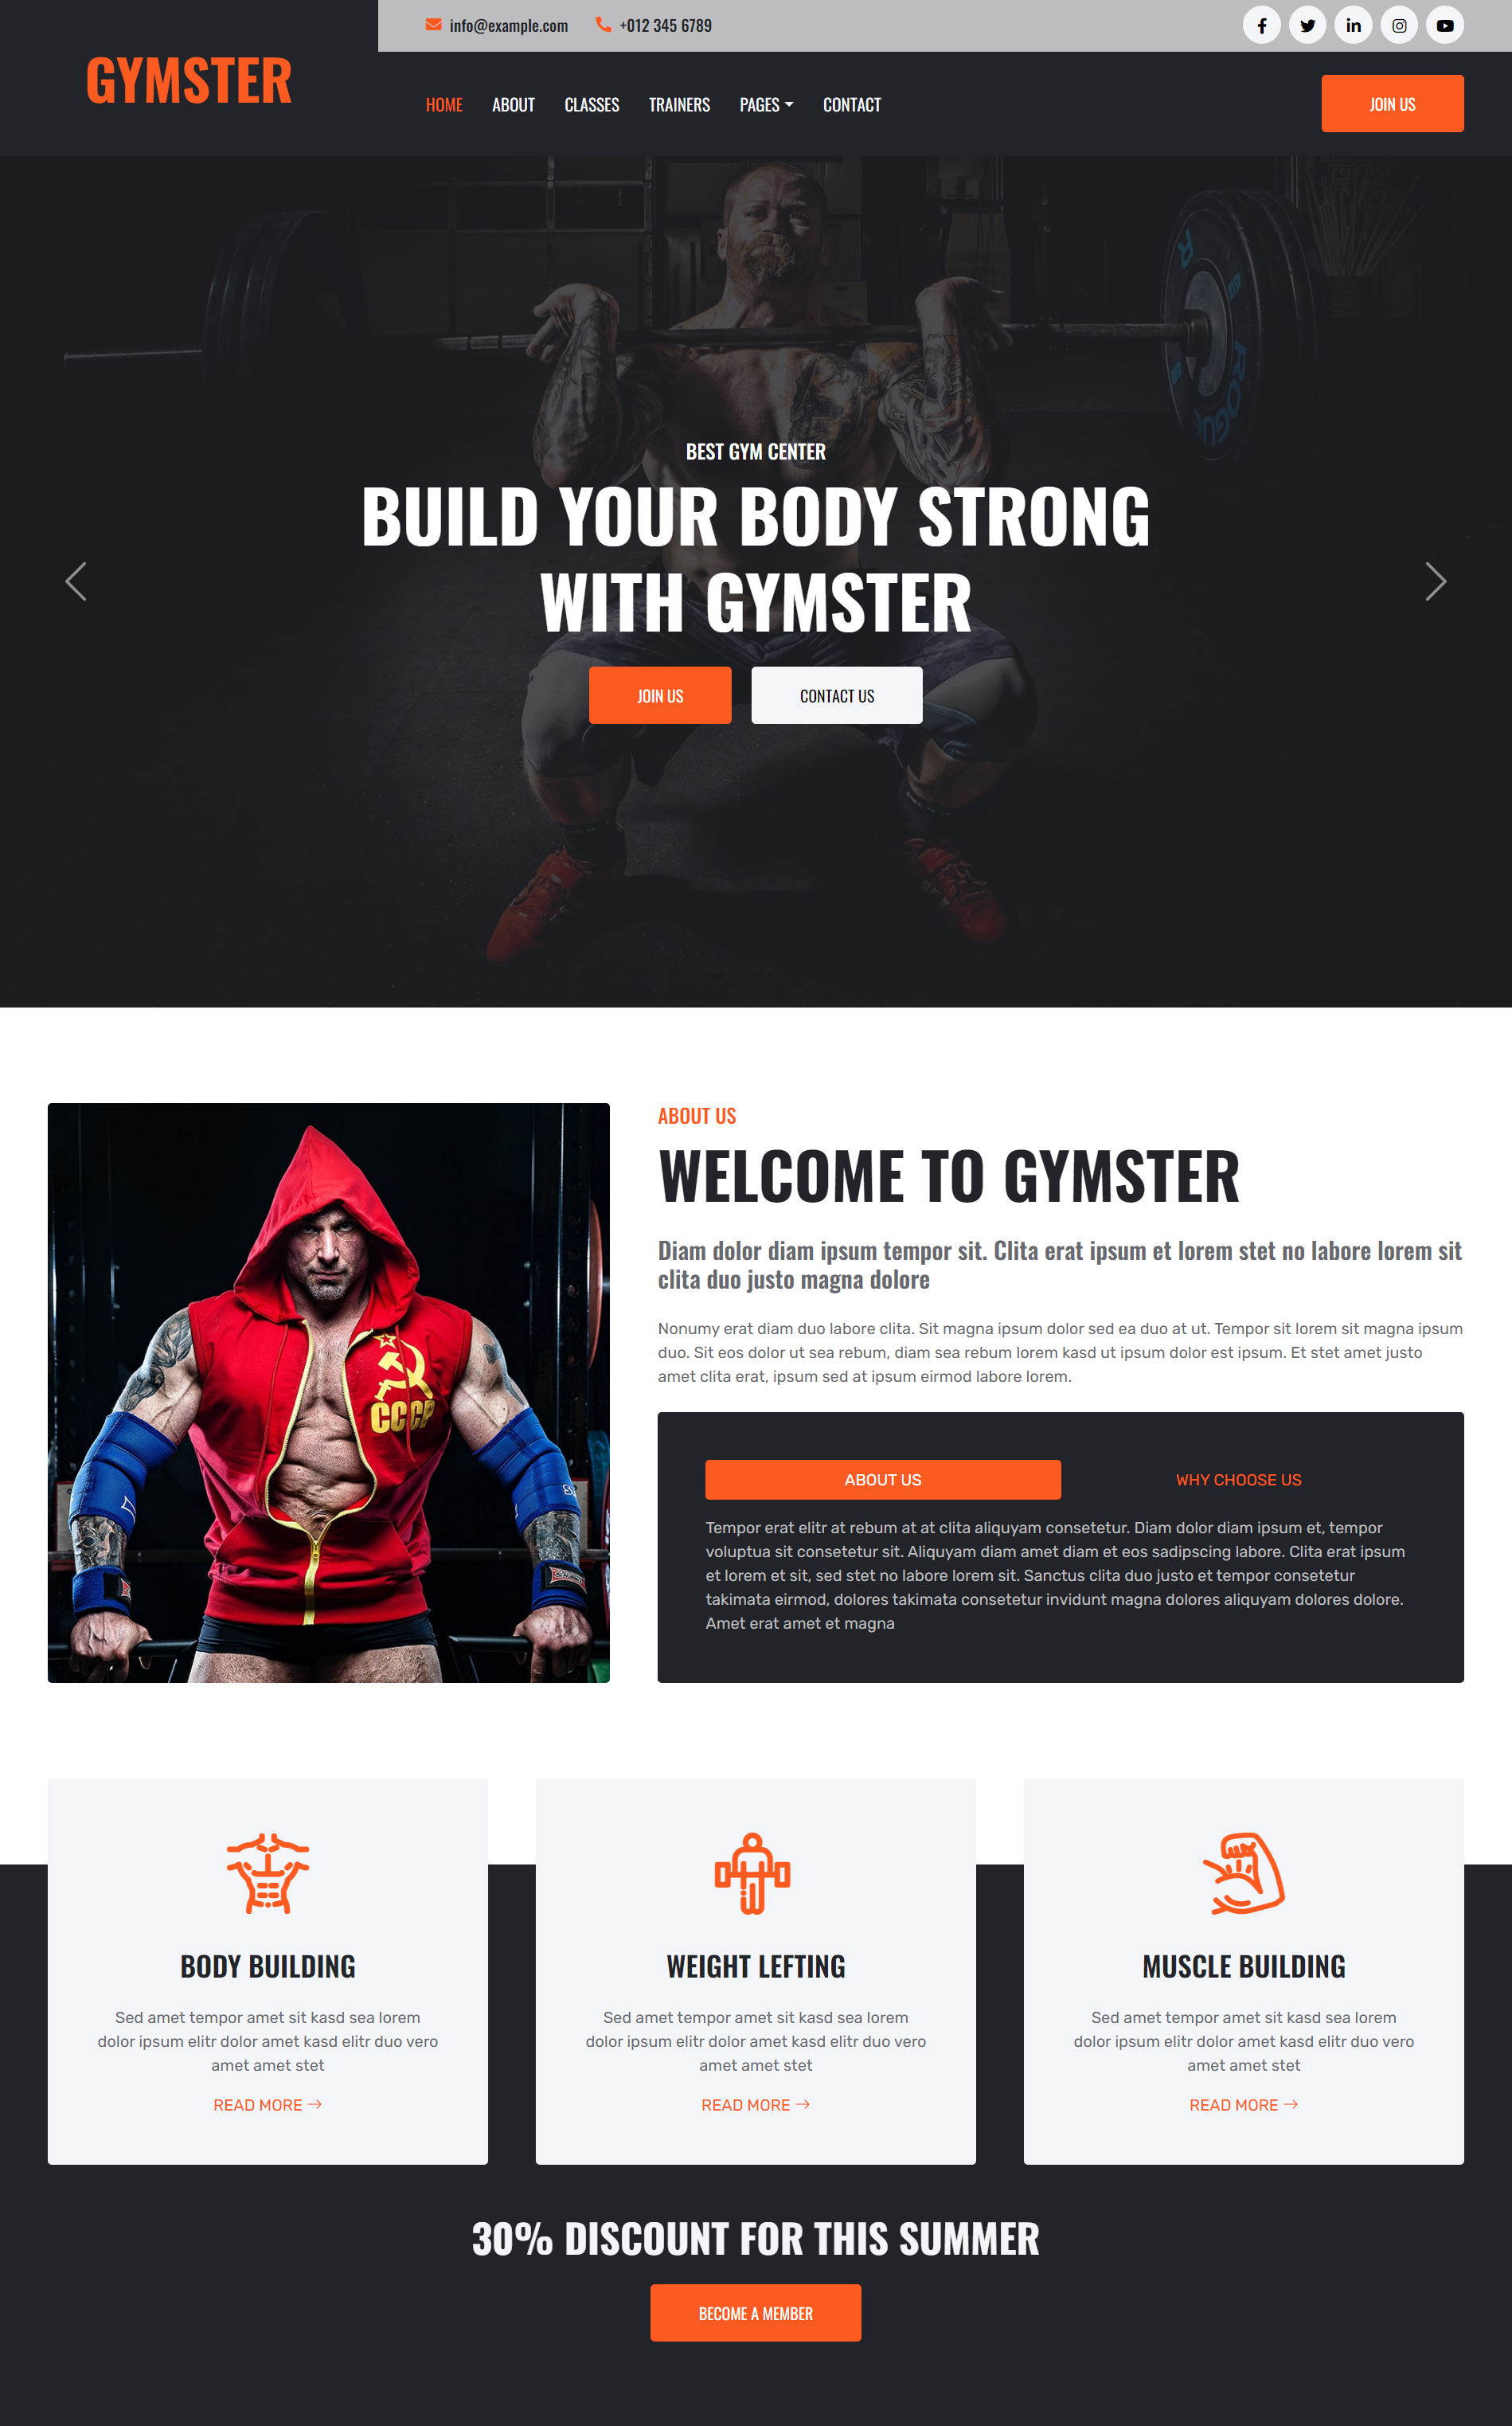 info@example.com +012 345 6789
GYMSTER
HOME ABOUT CLASSES TRAINERS PAGES CONTACT
JOIN US
R
ROGU
BEST GYM CENTER
BUILD YOUR BODY STRONG
WITH GYMSTER
JOIN US CONTACT US
CCCP
ABOUT US
WELCOME TO GYMSTER
Diam dolor diam ipsum tempor sit. Clita erat ipsum et lorem stet no labore lorem sit
clita duo justo magna dolore
Nonumy erat diam duo labore clita. Sit magna ipsum dolor sed ea duo at ut. Tempor sit lorem sit magna ipsum
duo. Sit eos dolor ut sea rebum, diam sea rebum lorem kasd ut ipsum dolor est ipsum. Et stet amet justo
amet clita erat, ipsum sed at ipsum eirmod labore lorem.
ABOUT US WHY CHOOSE US
Tempor erat elitr at rebum at at clita aliquyam consetetur. Diam dolor diam ipsum et, tempor
voluptua sit consetetur sit. Aliquyam diam amet diam et eos sadipscing labore. Clita erat ipsum
et lorem et sit, sed stet no labore lorem sit. Sanctus clita duo justo et tempor consetetur
takimata eirmod, dolores takimata consetetur invidunt magna dolores aliquyam dolores dolore.
Amet erat amet et magna
BODY BUILDING
Sed amet tempor amet sit kasd sea lorem
dolor ipsum elitr dolor amet kasd elitr duo vero
amet amet stet
READ MORE
WEIGHT LEFTING
Sed amet tempor amet sit kasd sea lorem
dolor ipsum elitr dolor amet kasd elitr duo vero
amet amet stet
READ MORE
MUSCLE BUILDING
Sed amet tempor amet sit kasd sea lorem
dolor ipsum elitr dolor amet kasd elitr duo vero
amet amet stet
READ MORE
30% DISCOUNT FOR THIS SUMMER
BECOME A MEMBER